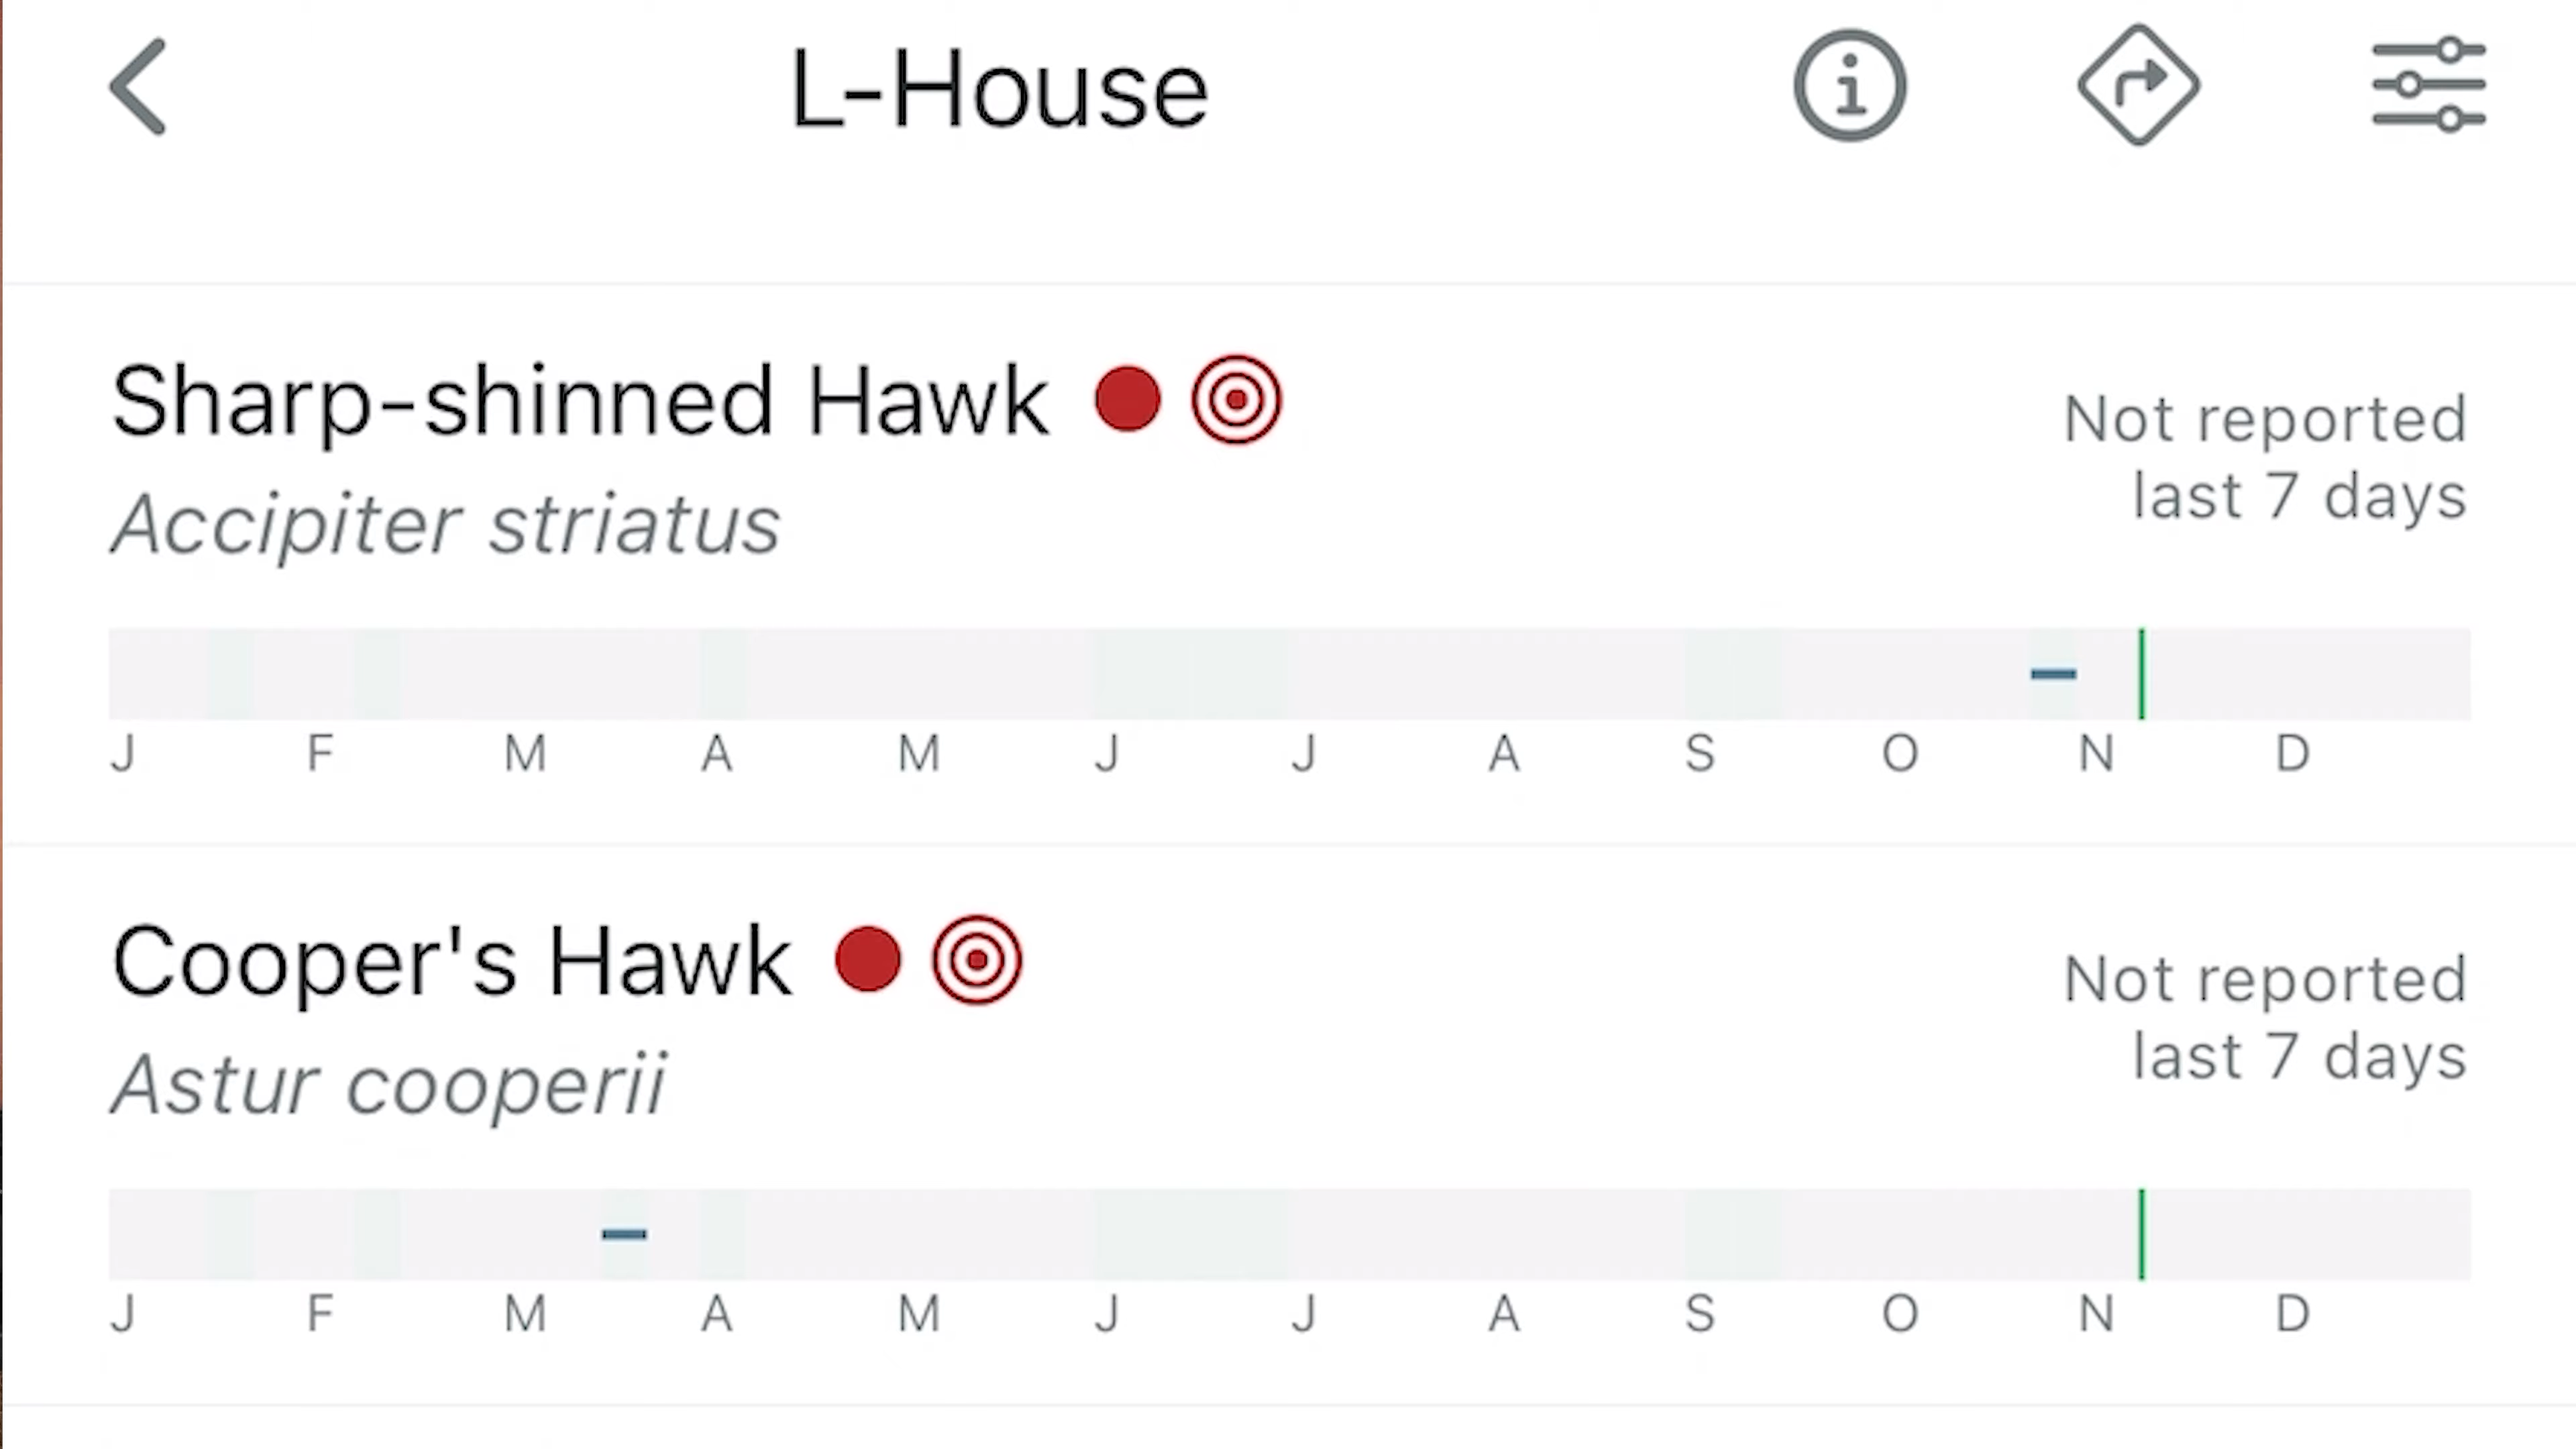 L-House
Sharp-shinned Hawk
Not reported
last 7 days
Accipiter striatus
J F M A M J J A S O N D
Cooper's Hawk
Not reported
last 7 days
Astur cooperii
J F M A M J J A S O N D